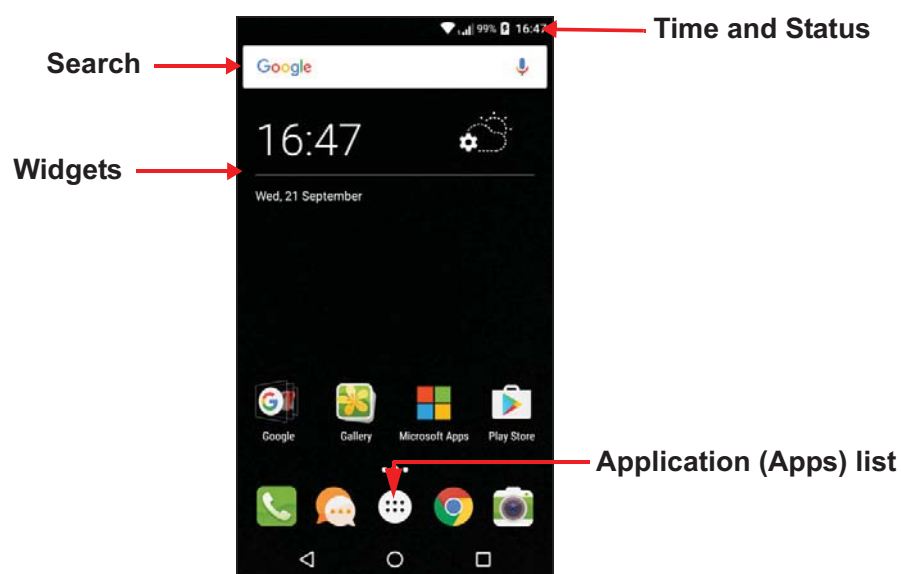 99% 16:47
Time and Status
Search
Google
16:47
Widgets
Wed, 21 September
Google Gallery Microsoft Apps Play Store
Application (Apps) list